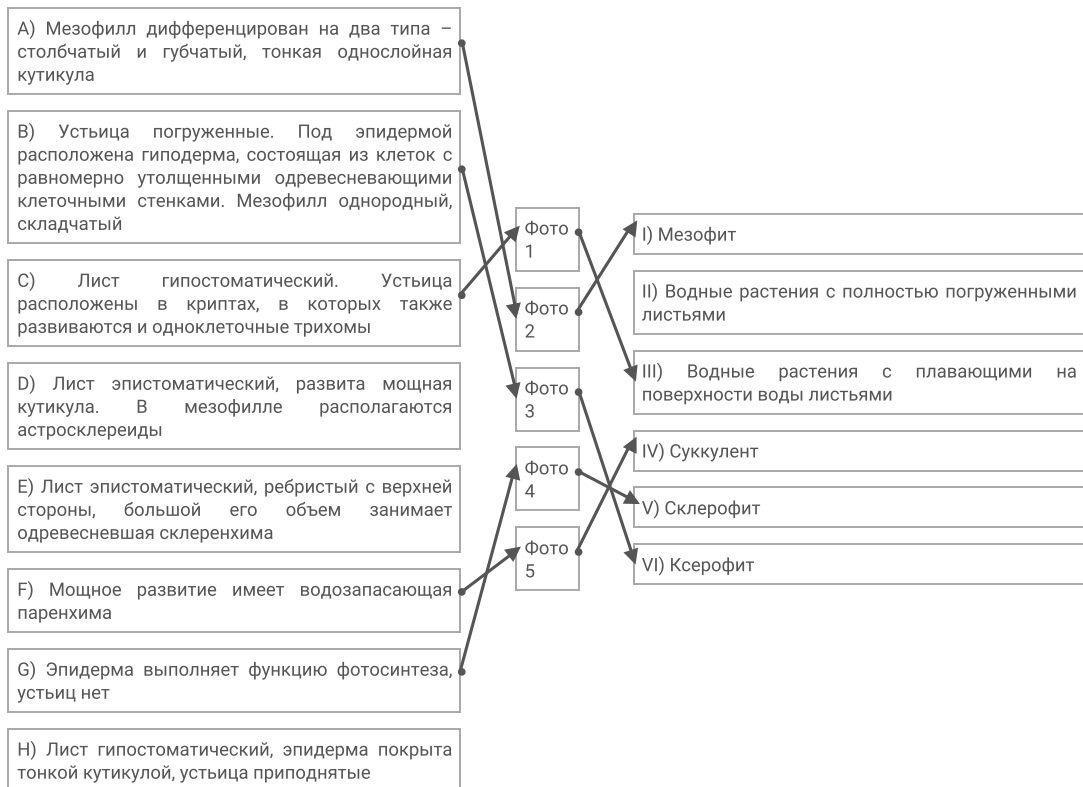 A) Мезофилл дифференцирован на два типа –
столбчатый и губчатый, тонкая однослойная
кутикула
B) Устьица погруженные. Под эпидермой
расположена гиподерма, состоящая из клеток с
равномерно утолщенными одревесневающими
клеточными стенками. Мезофилл однородный,
складчатый
C) Лист гипостоматический. Устьица
расположены в криптах, в которых также
развиваются и одноклеточные трихомы
D) Лист эпистоматический, развита мощная
кутикула. В мезофилле располагаются
астросклереиды
E) Лист эпистоматический, ребристый с верхней
стороны, большой его объем занимает
одревесневшая склеренхима
F) Мощное развитие имеет водозапасающая
паренхима
G) Эпидерма выполняет функцию фотосинтеза,
устьиц нет
H) Лист гипостоматический, эпидерма покрыта
тонкой кутикулой, устьица приподнятые
Фото
1
Фото
2
Фото
3
Фото
4
Фото
5
I) Мезофит
II) Водные растения с полностью погруженными
листьями
III) Водные растения с плавающими на
поверхности воды листьями
IV) Суккулент
V) Склерофит
VI) Ксерофит